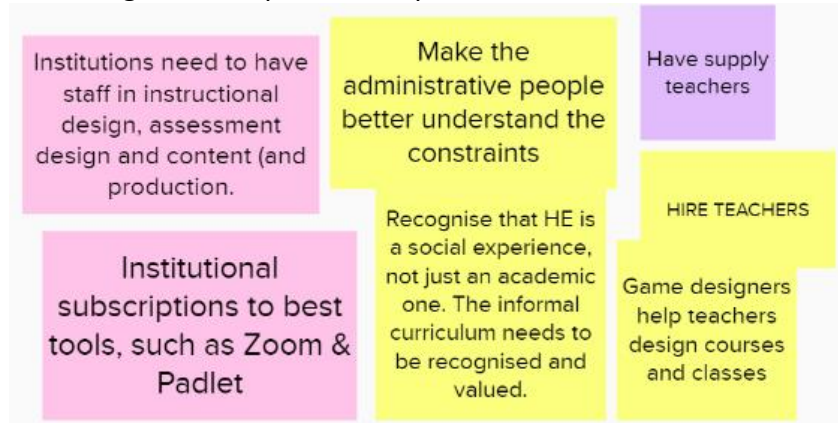 Institutions need to have
staff in instructional
design, assessment
design and content (and
production.
Make the
administrative people
better understand the
constraints
Have supply
teachers
HIRE TEACHERS
Institutional
subscriptions to best
tools, such as Zoom &
Padlet
Recognise that HE is
a social experience,
not just an academic
one. The informal
curriculum needs to
be recognised and
valued.
Game designers
help teachers
design courses
and classes